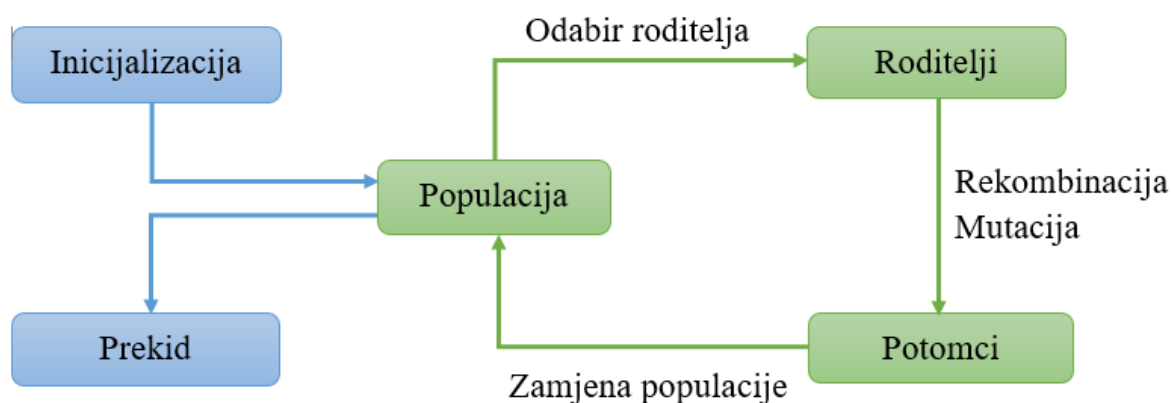 Odabir roditelja
Inicijalizacija
Roditelji
Populacija
Rekombinacija
Mutacija
Prekid
Potomci
Zamjena populacije